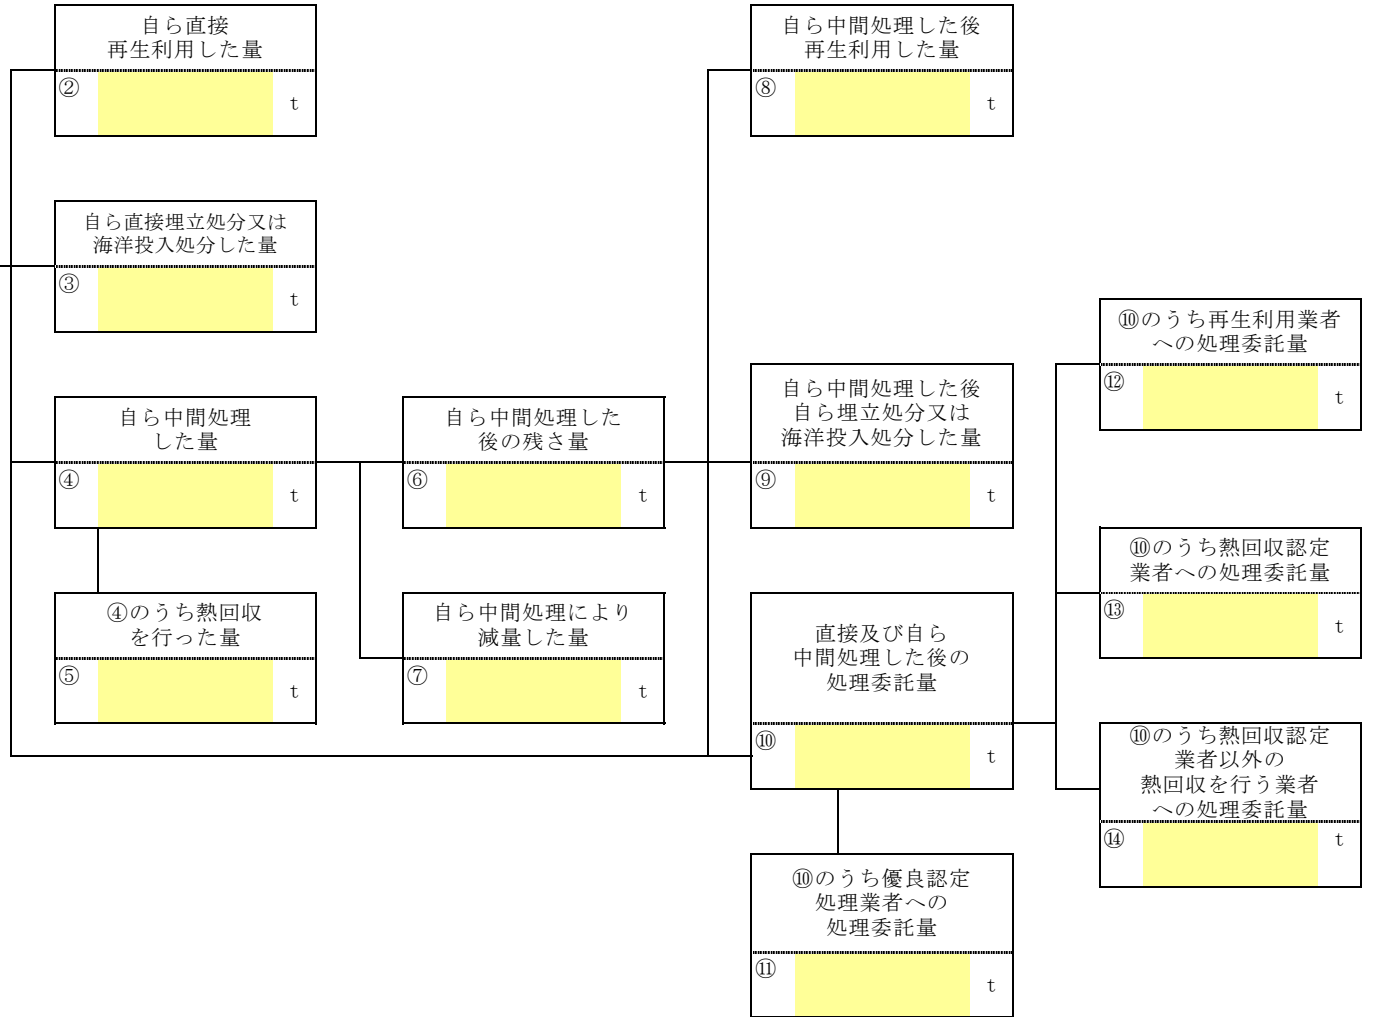 自ら直接
再生利用した量
②
t
自ら中間処理した後
再生利用した量
⑧
t
自ら直接埋立処分又は
海洋投入処分した量
③
t
⑩のうち再生利用業者
への処理委託量
⑫
t
自ら中間処理
した量
④
t
自ら中間処理した
後の残さ量
⑥
t
自ら中間処理した後
自ら埋立処分又は
海洋投入処分した量
⑨
t
⑩のうち熱回収認定
業者への処理委託量
⑬
t
④のうち熱回収
を行った量
⑤
t
自ら中間処理により
減量した量
⑦
t
直接及び自ら
中間処理した後の
処理委託量
⑩
t
⑩のうち熱回収認定
業者以外の
熱回収を行う業者
への処理委託量
⑭
t
⑩のうち優良認定
処理業者への
処理委託量
⑪
t